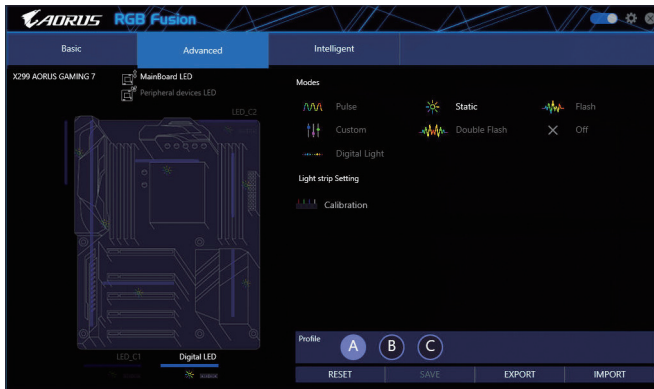 AORUS RGB Fusion
Basic Advanced Intelligent
X299 AORUS GAMING 7
MainBoard LED
Peripheral devices LED
LED_C2
Modes
Pulse Static Flash
Custom Double Flash Off
Digital Light
Light strip Setting
Calibration
Profile A B C
LED_C1 Digital LED
RESET SAVE EXPORT IMPORT